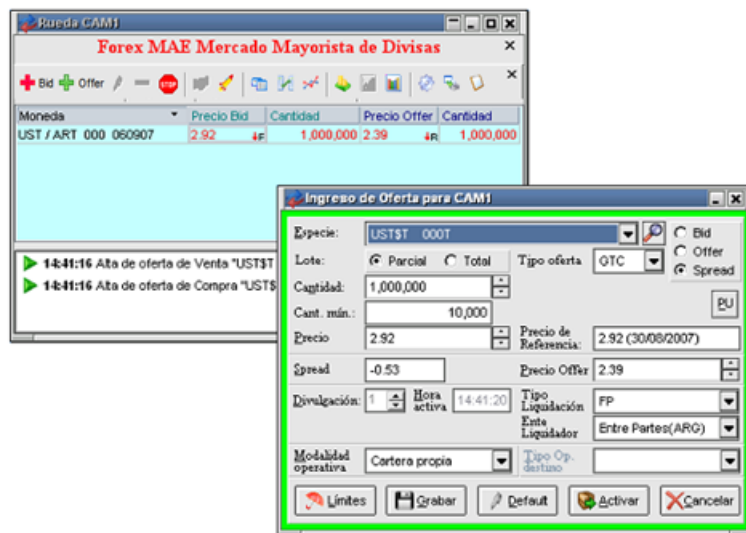 Rueda CAM1
Forex MAE Mercado Mayorista de Divisas
Bid Offer STOP
Moneda Precio Bid Cantidad Precio Offer Cantidad
UST / ART 000 060907 2.92 F 1,000,000 2.39 R 1,000,000
14:41:16 Alta de oferta de Venta "UST$T
14:41:16 Alta de oferta de Compra "UST$
Ingreso de Oferta para CAM1
Especie: UST$T 000T Bid
Offer
Lote: Parcial Total Tipo oferta GTC Spread
Cantidad: 1,000,000
Cant. mín.: 10,000 PU
Precio 2.92 Precio de Referencia: 2.92 (30/08/2007)
Spread -0.53 Precio Offer 2.39
Divulgación: 1 Hora activa 14:41:20 Tipo Liquidación FP
Ente Liquidador Entre Partes(ARG)
Modalidad operativa Cartera propia Tipo Op. destino
Límites Grabar Default Activar Cancelar